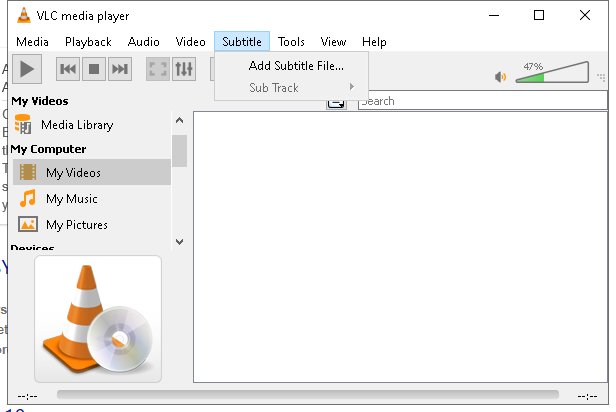 VLC media player
Media Playback Audio Video Subtitle Tools View Help
Add Subtitle File...
Sub Track
47%
Search
My Videos
Media Library
My Computer
My Videos
My Music
My Pictures
Devices
--:-- --:--